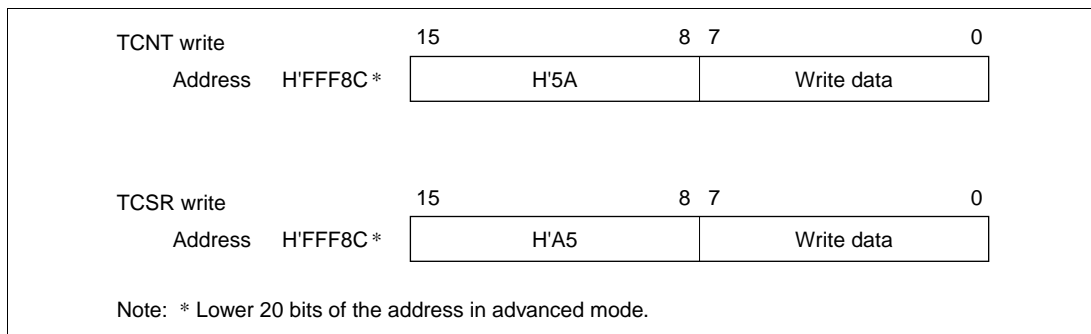 TCNT write 15 8 7 0
Address H'FFF8C * H'5A Write data
TCSR write 15 8 7 0
Address H'FFF8C * H'A5 Write data
Note: * Lower 20 bits of the address in advanced mode.